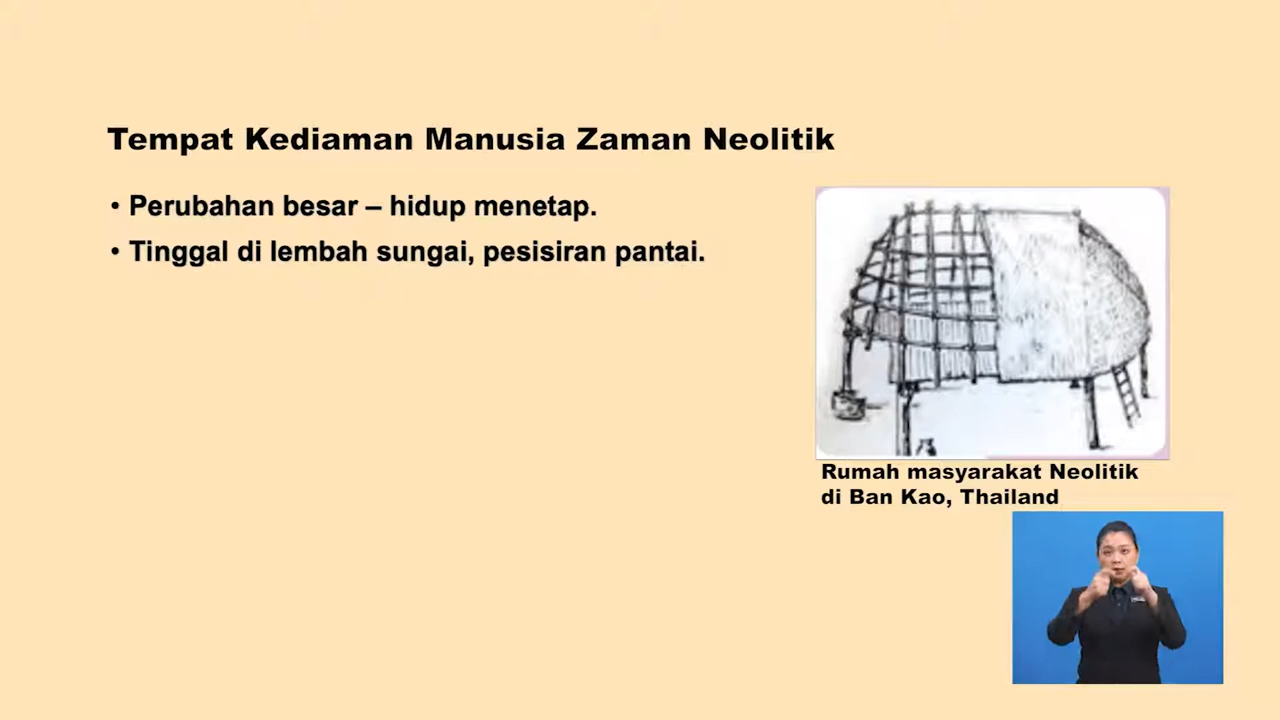 Tempat Kediaman Manusia Zaman Neolitik
• Perubahan besar – hidup menetap.
• Tinggal di lembah sungai, pesisiran pantai.
Rumah masyarakat Neolitik
di Ban Kao, Thailand